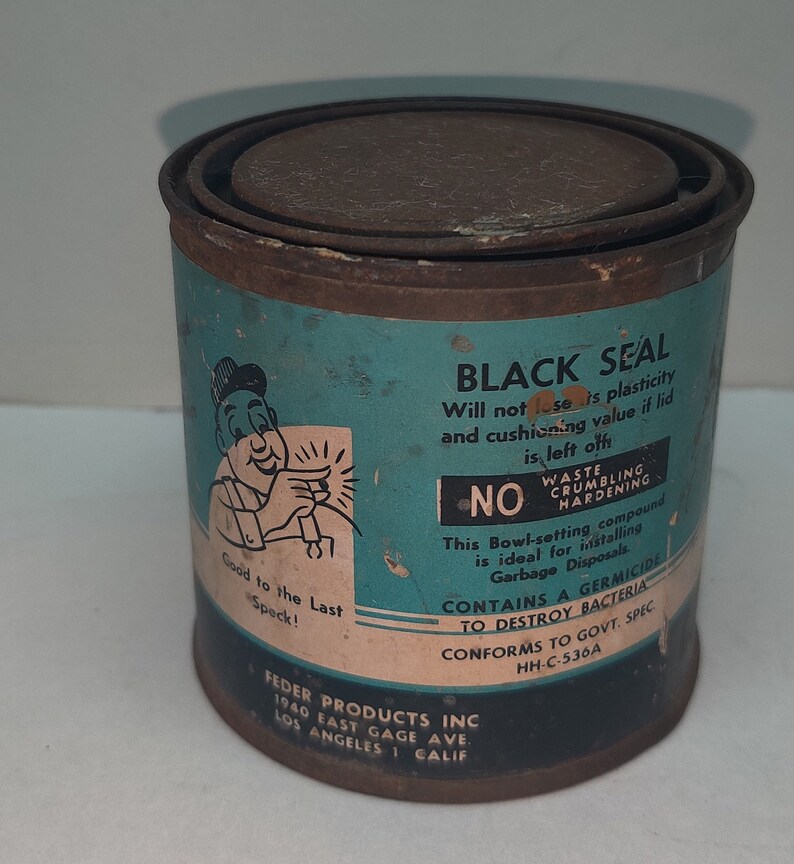 BLACK SEAL
Will not lose its plasticity
and cushioning value if lid
is left off.
NO WASTE
CRUMBLING
HARDENING
This Bowl-setting compound
is ideal for installing
Garbage Disposals.
CONTAINS A GERMICIDE
TO DESTROY BACTERIA
CONFORMS TO GOVT. SPEC.
HH-C-536A
Good to the Last
Speck!
FEDER PRODUCTS INC
1940 EAST GAGE AVE.
LOS ANGELES 1 CALIF